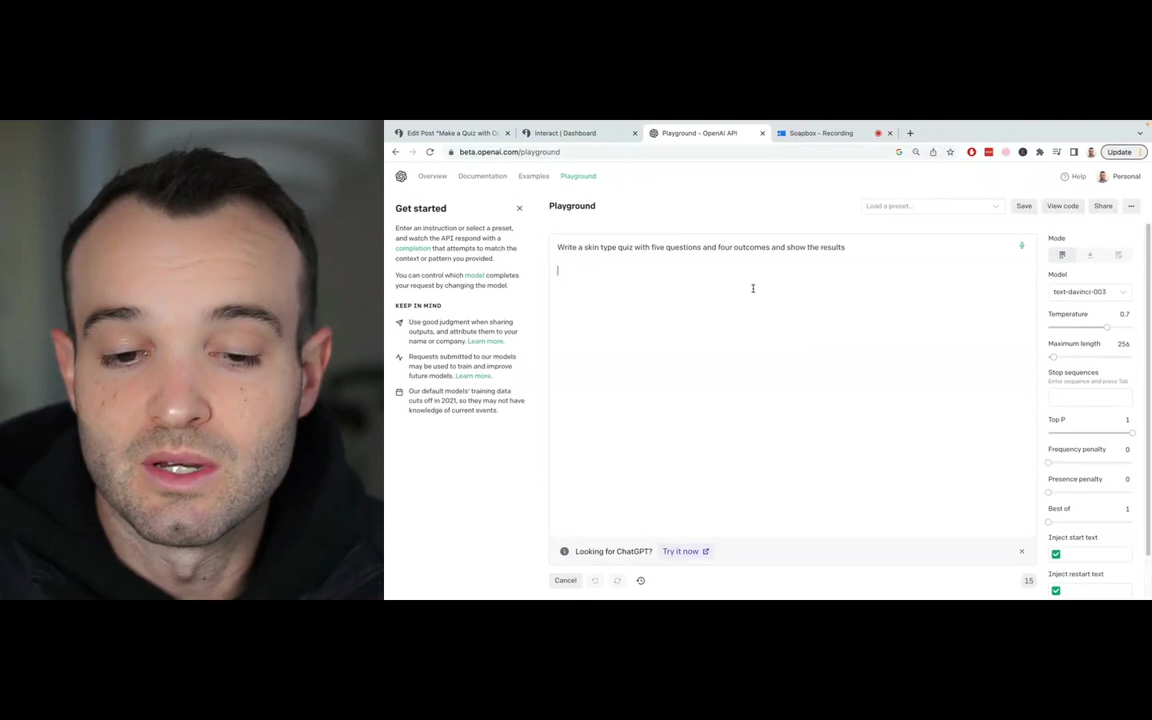 Edit Post "Make a Quiz with
Interact | Dashboard
Playground - OpenAI API
Soapbox - Recording
beta.openai.com/playground
Update
Overview
Documentation
Examples
Playground
Help
Personal
Get started
Enter an instruction or select a preset,
and watch the API respond with a
completion that attempts to match the
context or pattern you provided.
You can control which model completes
your request by changing the model.
KEEP IN MIND
Use good judgment when sharing
outputs, and attribute them to your
name or company. Learn more.
Requests submitted to our models
may be used to train and improve
future models. Learn more.
Our default models' training data
cuts off in 2021, so they may not have
knowledge of current events.
Playground
Load a preset...
Save
View code
Share
Write a skin type quiz with five questions and four outcomes and show the results
Looking for ChatGPT? Try it now
Cancel
15
Mode
Model
text-davinci-003
Temperature 0.7
Maximum length 256
Stop sequences
Enter sequence and press Tab
Top P 1
Frequency penalty 0
Presence penalty 0
Best of 1
Inject start text
Inject restart text